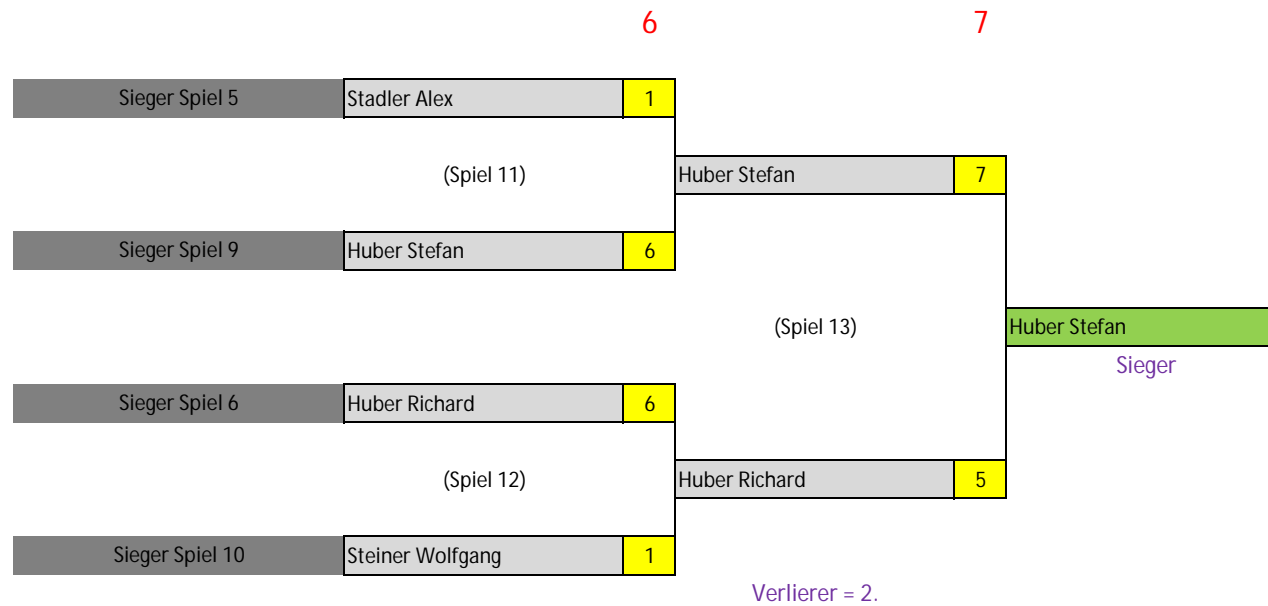 6 7
Sieger Spiel 5 Stadler Alex 1
(Spiel 11) Huber Stefan 7
Sieger Spiel 9 Huber Stefan 6
(Spiel 13) Huber Stefan
Sieger
Sieger Spiel 6 Huber Richard 6
(Spiel 12) Huber Richard 5
Sieger Spiel 10 Steiner Wolfgang 1
Verlierer = 2.